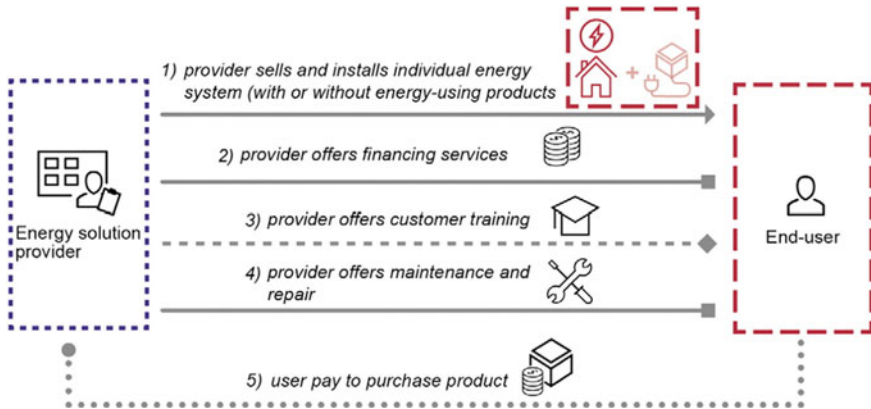 1) provider sells and installs individual energy
system (with or without energy-using products
2) provider offers financing services
3) provider offers customer training
Energy solution
provider
End-user
4) provider offers maintenance and
repair
5) user pay to purchase product